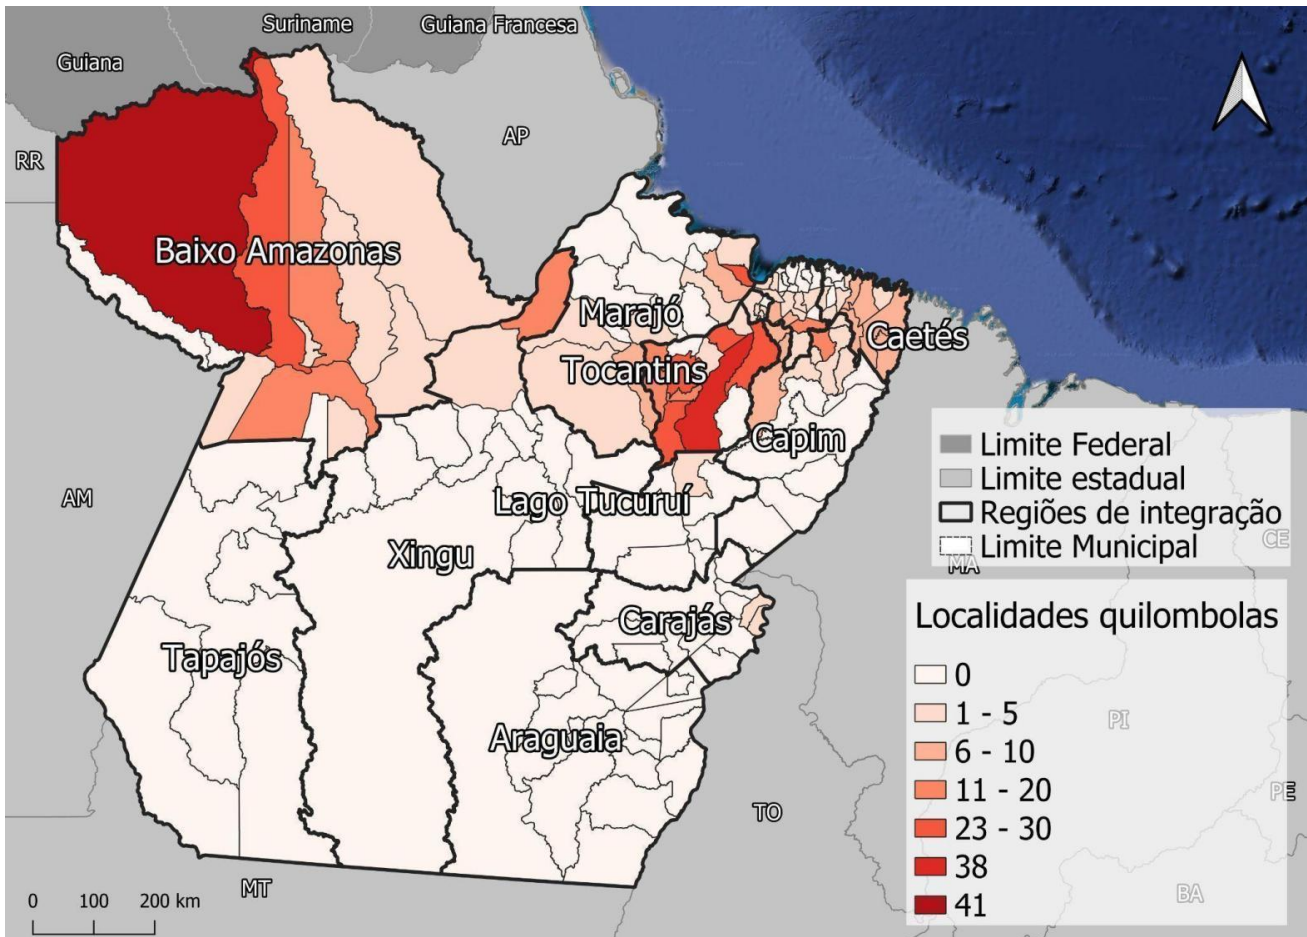 Suriname
Guiana Francesa
Guiana
AP
RR
Baixo Amazonas
Marajó
Caetés
Tocantins
Capim
AM
Lago Tucuruí
Xingu
Carajás
Tapajós
Araguaia
TO
MT
Limite Federal
Limite estadual
Regiões de integração
Limite Municipal
CE
MA
Localidades quilombolas
0
1 - 5
6 - 10
11 - 20
23 - 30
38
41
PI
PE
BA
0 100 200 km